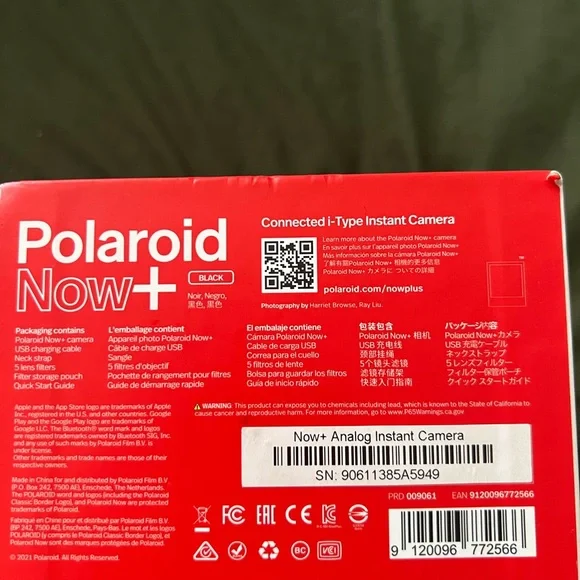 Polaroid
Now+
BLACK
Noir, Negro,
黑色, 黒色
Connected i-Type Instant Camera
Learn more about the Polaroid Now+ camera
En savoir plus sur l'appareil photo Polaroid Now+
Más información sobre la cámara Polaroid Now+
了解有關Polaroid Now+ 相機的更多信息
Polaroid Now+ カメラ についての詳細
polaroid.com/nowplus
Photography by Harriet Browse, Ray Liu.
Packaging contains
Polaroid Now+ camera
USB charging cable
Neck strap
5 lens filters
Filter storage pouch
Quick Start Guide
L'emballage contient
Appareil photo Polaroid Now+
Câble de charge USB
Sangle
5 filtres d'objectif
Pochette de rangement pour filtres
Guide de démarrage rapide
El embalaje contiene
Cámara Polaroid Now+
Cable de carga USB
Correa para el cuello
5 filtros de lente
Bolsa para guardar los filtros
Guía de inicio rápido
包装包含
Polaroid Now+ 相机
USB 充电线
颈部挂绳
5个镜头滤镜
滤镜存储架
快速入门指南
パッケージ内容
Polaroid Now+カメラ
USB 充電ケーブル
ネックストラップ
5 レンズフィルター
フィルター保管ポーチ
クイック スタートガイド
Apple and the App Store logo are trademarks of Apple
Inc., registered in the U.S. and other countries. Google
Play and the Google Play logo are trademarks of
Google LLC. The Bluetooth® word mark and logos
are registered trademarks owned by Bluetooth SIG, Inc.
and any use of such marks by Polaroid Film B.V. is
under license.
Other trademarks and trade names are those of their
respective owners.
WARNING: This product can expose you to chemicals including, which is known to the State of California to
cause cancer and reproductive harm. For more information, go to www.P65Warnings.ca.gov
Now+ Analog Instant Camera
SN: 90611385A5949
Made in China for and distributed by Polaroid Film B.V.
(P.O. Box 242, 7500 AE), Enschede, The Netherlands.
The POLAROID word and logos (including the Polaroid
Classic Border Logo), and Polaroid Now are protected
trademarks of Polaroid.
Fabriqué en Chine pour et distribué par Polaroid Film B.V.
(BP 242, 7500 AE), Enschede, Pays-Bas. Le mot et les logos
POLAROID (y compris le Polaroid Classic Border Logo), et
Polaroid Now sont des marques protégées de Polaroid.
© 2021 Polaroid. All Rights Reserved.
PRD 009061
EAN 9120096772566
FC
EAC
CE
BC
VCI
9 120096 772566